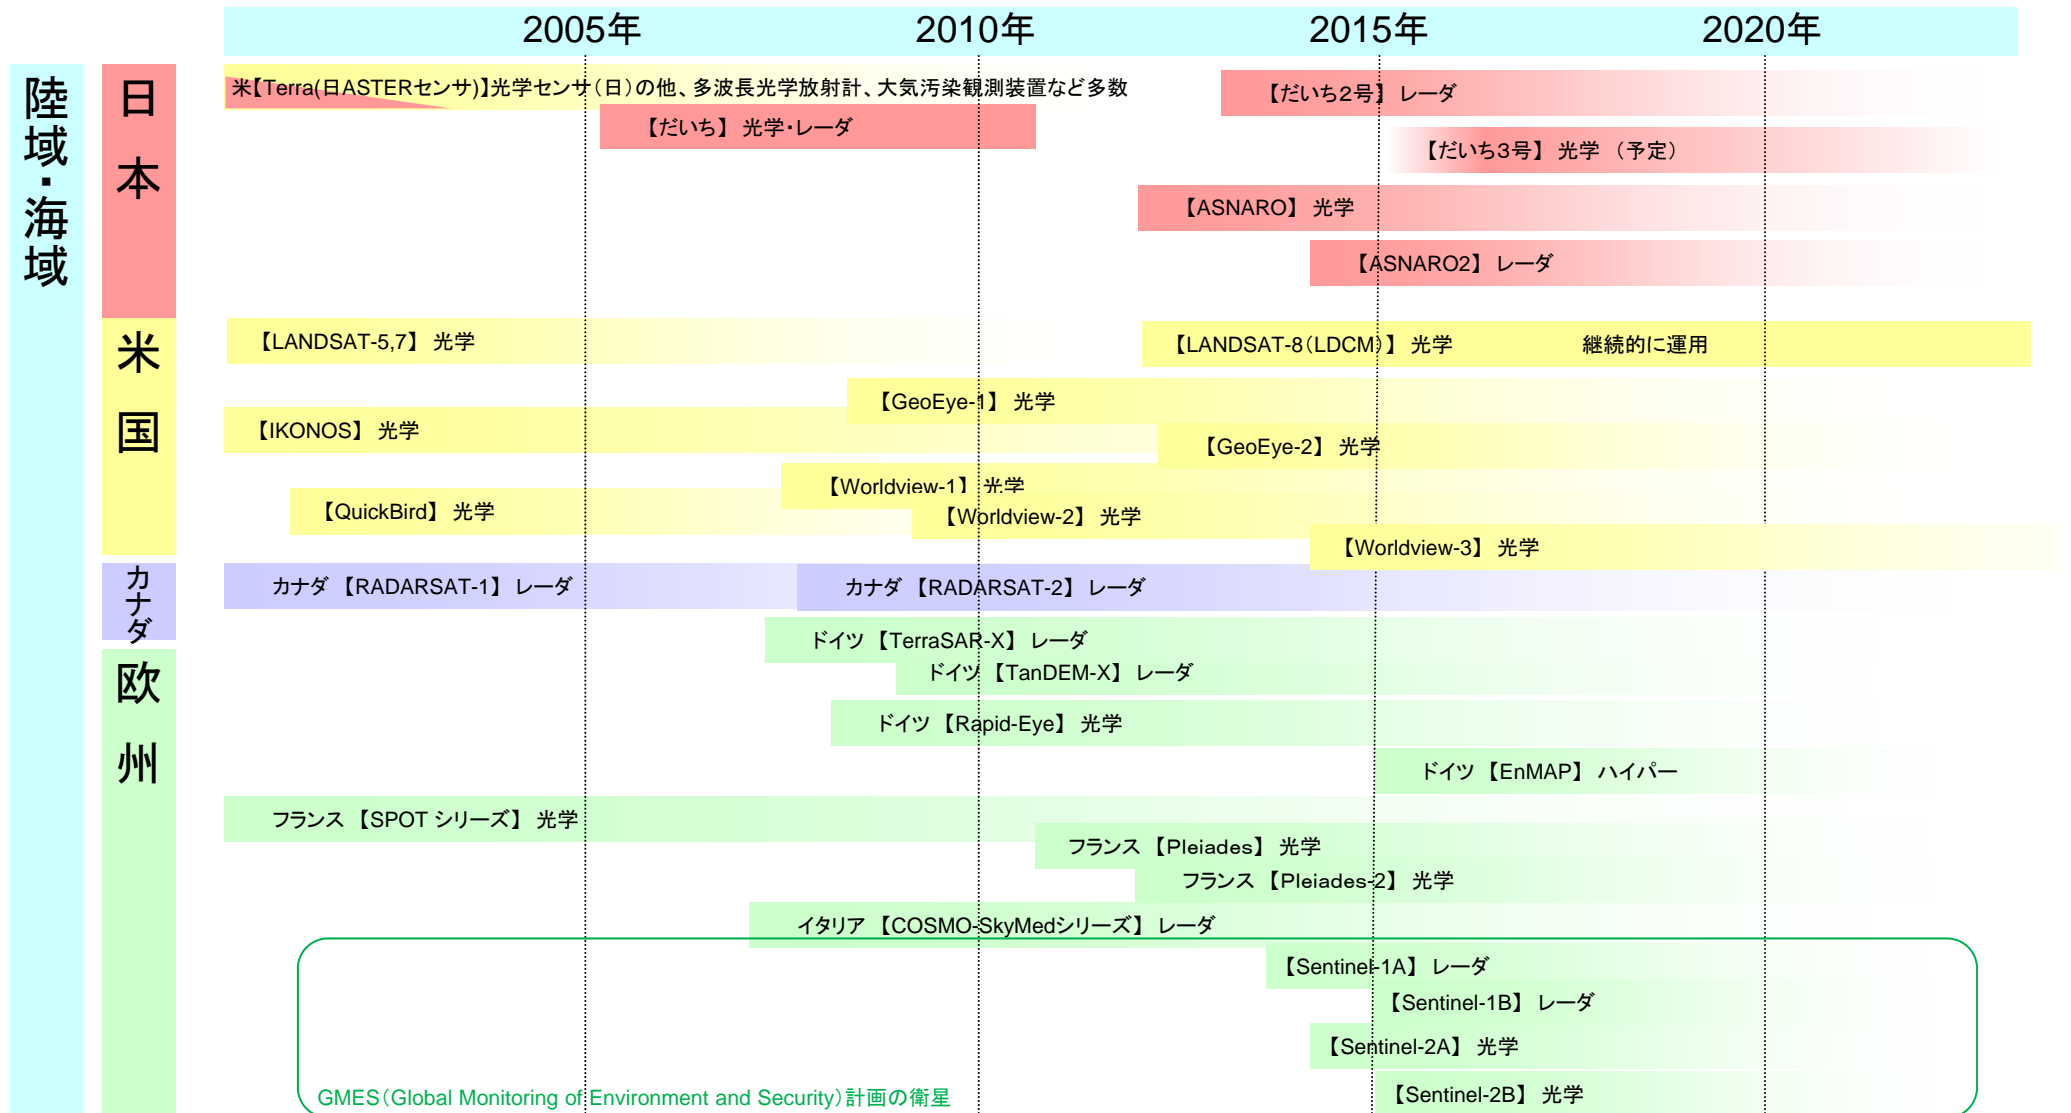 2005年
2010年
2015年
2020年
陸域・海域
日本
米【Terra(日ASTERセンサ)】光学センサ（日）の他、多波長光学放射計、大気汚染観測装置など多数
【だいち】 光学・レーダ
【だいち２号】 レーダ
【だいち３号】 光学 （予定）
【ASNARO】 光学
【ASNARO2】 レーダ
米国
【LANDSAT-5,7】 光学
【LANDSAT-8（LDCM）】 光学
継続的に運用
【GeoEye-1】 光学
【IKONOS】 光学
【GeoEye-2】 光学
【Worldview-1】 光学
【QuickBird】 光学
【Worldview-2】 光学
【Worldview-3】 光学
カナダ
カナダ 【RADARSAT-1】 レーダ
カナダ 【RADARSAT-2】 レーダ
欧州
ドイツ 【TerraSAR-X】 レーダ
ドイツ 【TanDEM-X】 レーダ
ドイツ 【Rapid-Eye】 光学
ドイツ 【EnMAP】 ハイパー
フランス 【SPOT シリーズ】 光学
フランス 【Pleiades】 光学
フランス 【Pleiades-2】 光学
イタリア 【COSMO-SkyMedシリーズ】 レーダ
【Sentinel-1A】 レーダ
【Sentinel-1B】 レーダ
【Sentinel-2A】 光学
【Sentinel-2B】 光学
GMES（Global Monitoring of Environment and Security）計画の衛星